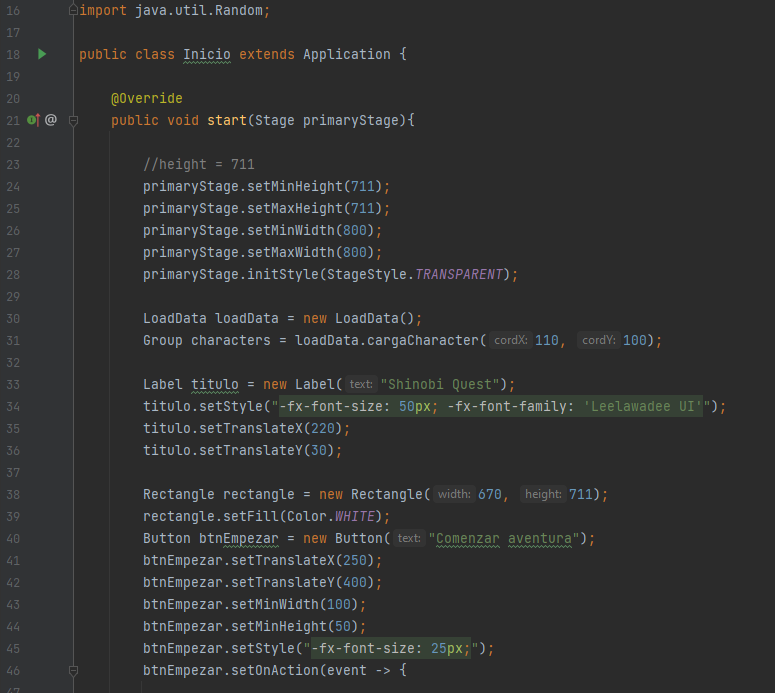 16 import java.util.Random;
17
18 public class Inicio extends Application {
19
20 @Override
21 @ public void start(Stage primaryStage){
22
23 //height = 711
24 primaryStage.setMinHeight(711);
25 primaryStage.setMaxHeight(711);
26 primaryStage.setMinWidth(800);
27 primaryStage.setMaxWidth(800);
28 primaryStage.initStyle(StageStyle.TRANSPARENT);
29
30 LoadData loadData = new LoadData();
31 Group characters = loadData.cargaCharacter( cordX: 110, cordY: 100);
32
33 Label titulo = new Label( text: "Shinobi Quest");
34 titulo.setStyle("-fx-font-size: 50px; -fx-font-family: 'Leelawadee UI'");
35 titulo.setTranslateX(220);
36 titulo.setTranslateY(30);
37
38 Rectangle rectangle = new Rectangle( width: 670, height: 711);
39 rectangle.setFill(Color.WHITE);
40 Button btnEmpezar = new Button( text: "Comenzar aventura");
41 btnEmpezar.setTranslateX(250);
42 btnEmpezar.setTranslateY(400);
43 btnEmpezar.setMinWidth(100);
44 btnEmpezar.setMinHeight(50);
45 btnEmpezar.setStyle("-fx-font-size: 25px;");
46 btnEmpezar.setOnAction(event -> {